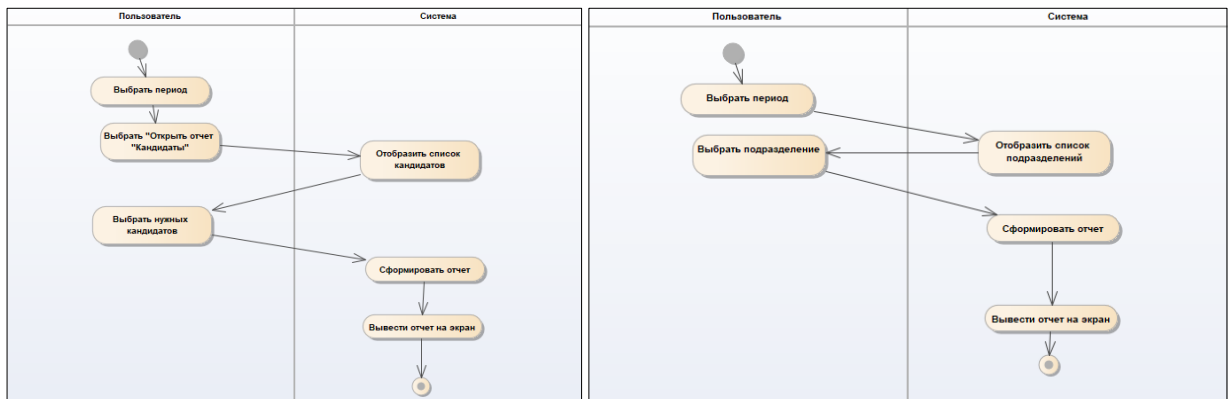 Пользователь
Система
Выбрать период
Выбрать "Открыть отчет
"Кандидаты"
Отобразить список
кандидатов
Выбрать нужных
кандидатов
Сформировать отчет
Вывести отчет на экран
Пользователь
Система
Выбрать период
Отобразить список
подразделений
Выбрать подразделение
Сформировать отчет
Вывести отчет на экран